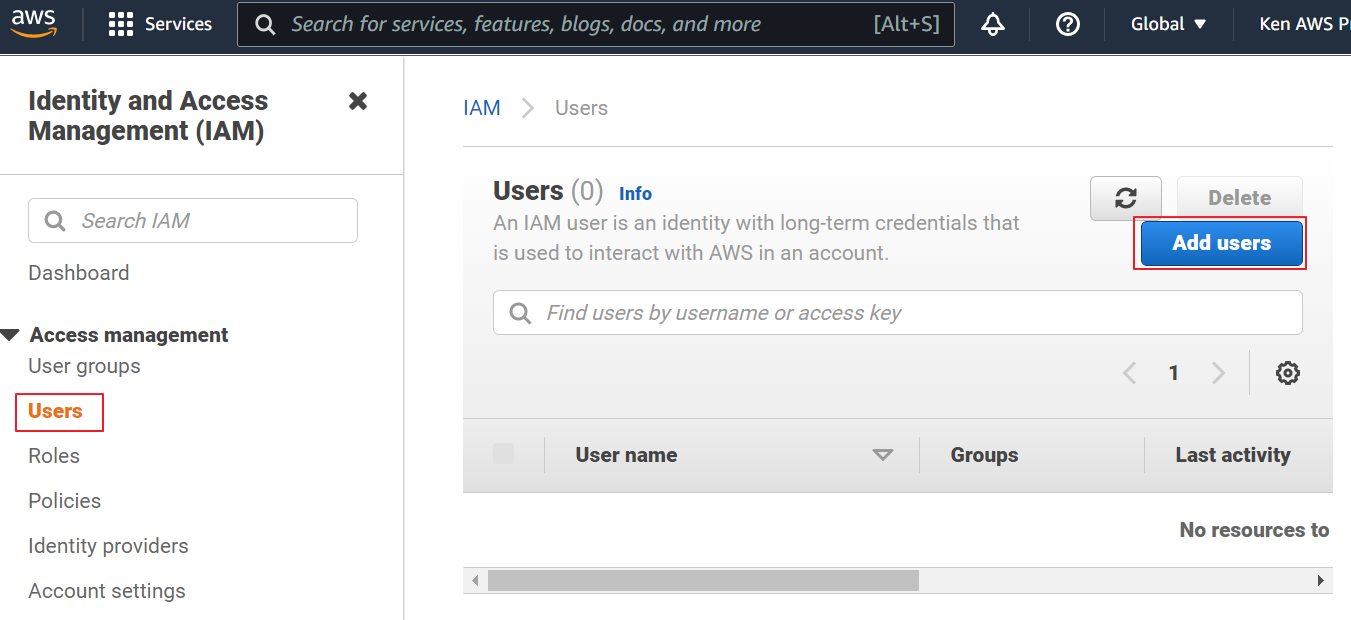 aws
Services
Search for services, features, blogs, docs, and more
[Alt+S]
Global
Ken AWS P
Identity and Access
Management (IAM)
Search IAM
Dashboard
Access management
User groups
Users
Roles
Policies
Identity providers
Account settings
IAM
Users
Users (0) Info
An IAM user is an identity with long-term credentials that
is used to interact with AWS in an account.
Delete
Add users
Find users by username or access key
1
User name
Groups
Last activity
No resources to